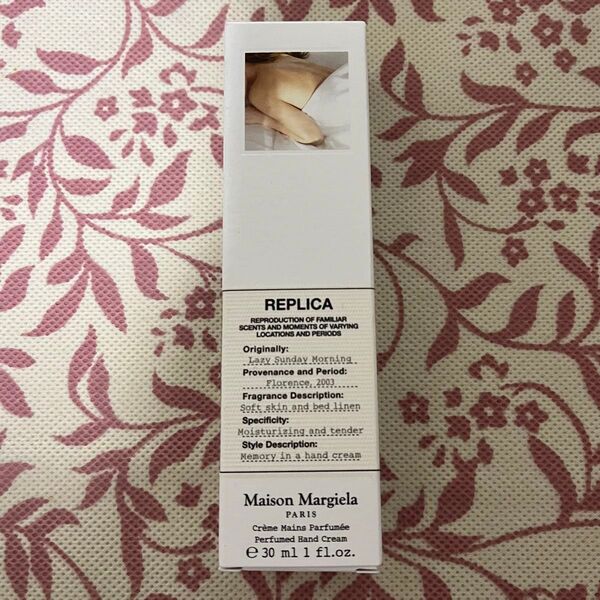 REPLICA
REPRODUCTION OF FAMILIAR
SCENTS AND MOMENTS OF VARYING
LOCATIONS AND PERIODS
Originally:
Lazy Sunday Morning
Provenance and Period:
Florence, 2003
Fragrance Description:
Soft skin and bed linen
Specificity:
Moisturizing and tender
Style Description:
Memory in a hand cream
Maison Margiela
PARIS
Crème Mains Parfumée
Perfumed Hand Cream
℮ 30 ml 1 fl.oz.